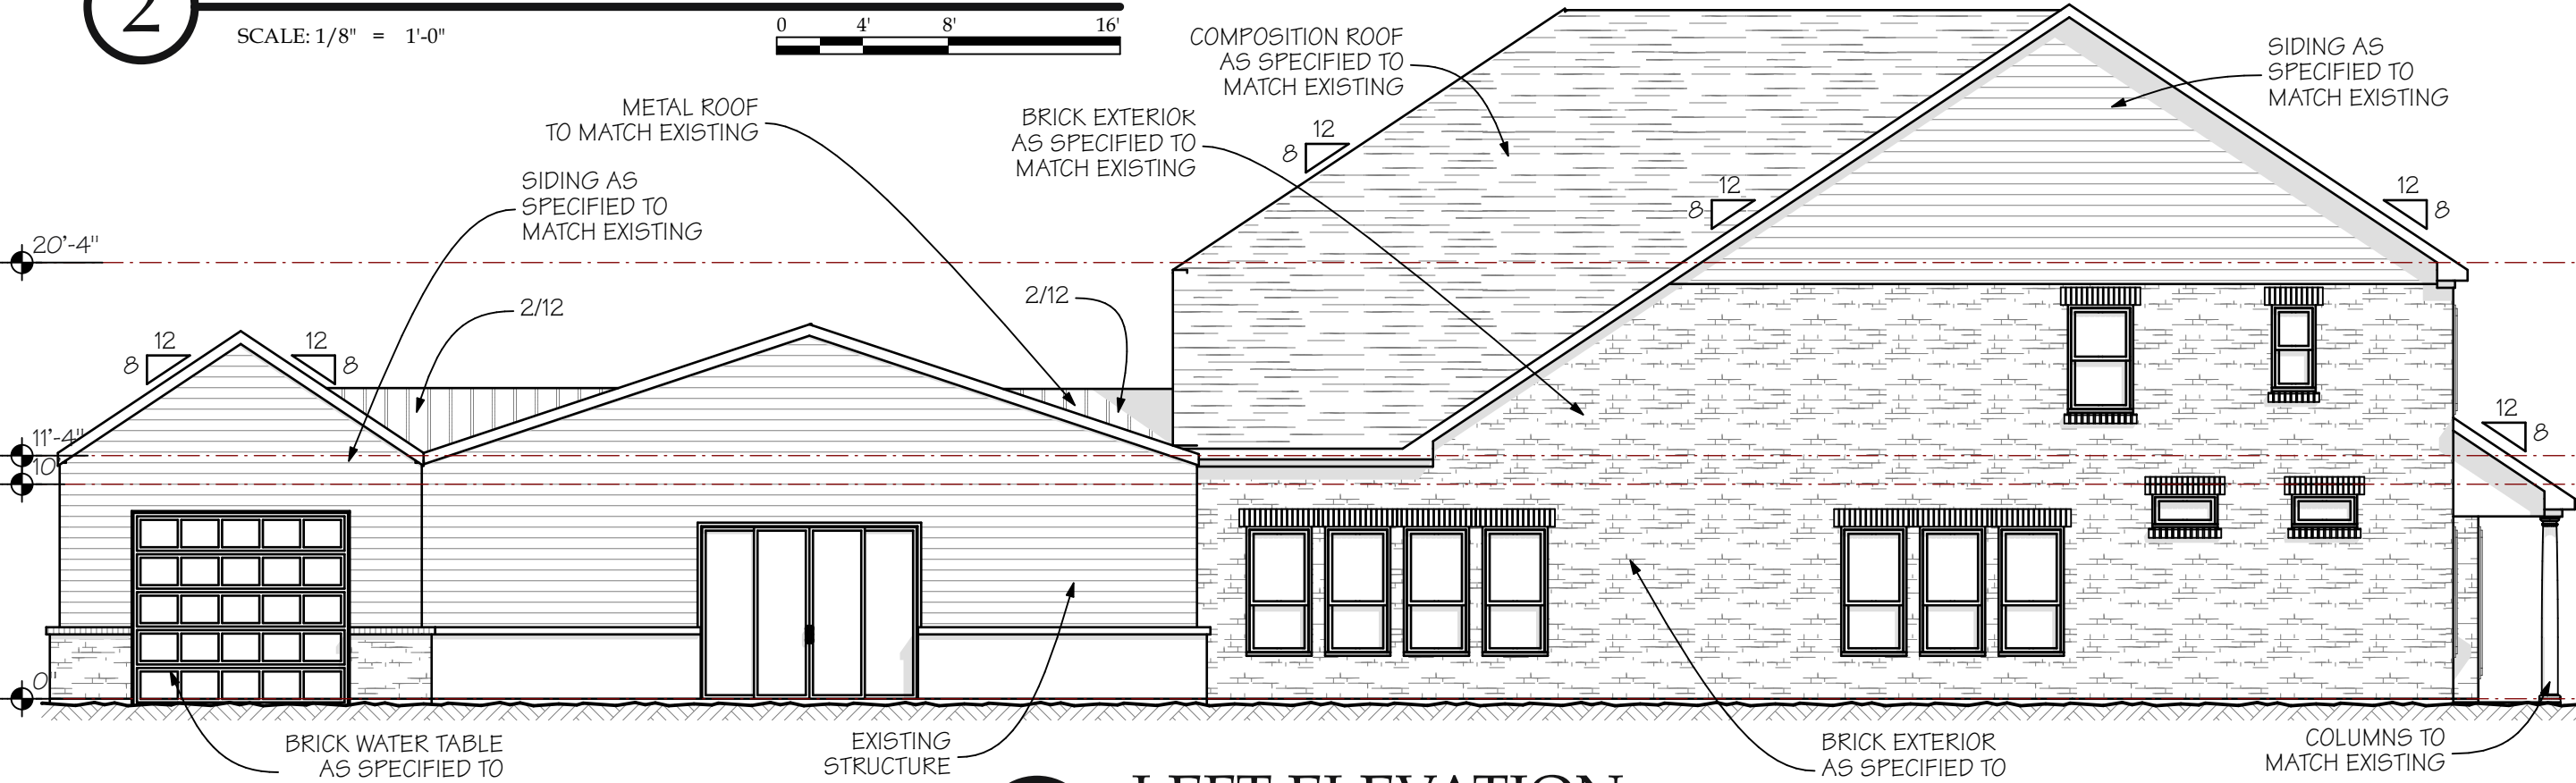 2
SCALE: 1/8" = 1'-0"
0 4' 8' 16'
COMPOSITION ROOF
AS SPECIFIED TO
MATCH EXISTING
SIDING AS
SPECIFIED TO
MATCH EXISTING
METAL ROOF
TO MATCH EXISTING
BRICK EXTERIOR
AS SPECIFIED TO
MATCH EXISTING
12
8
SIDING AS
SPECIFIED TO
MATCH EXISTING
12
8
12
8
20'-4"
2/12
2/12
12
8
12
8
11'-4"
10'
12
8
0"
BRICK WATER TABLE
AS SPECIFIED TO
EXISTING
STRUCTURE
BRICK EXTERIOR
AS SPECIFIED TO
COLUMNS TO
MATCH EXISTING
LEFT ELEVATION